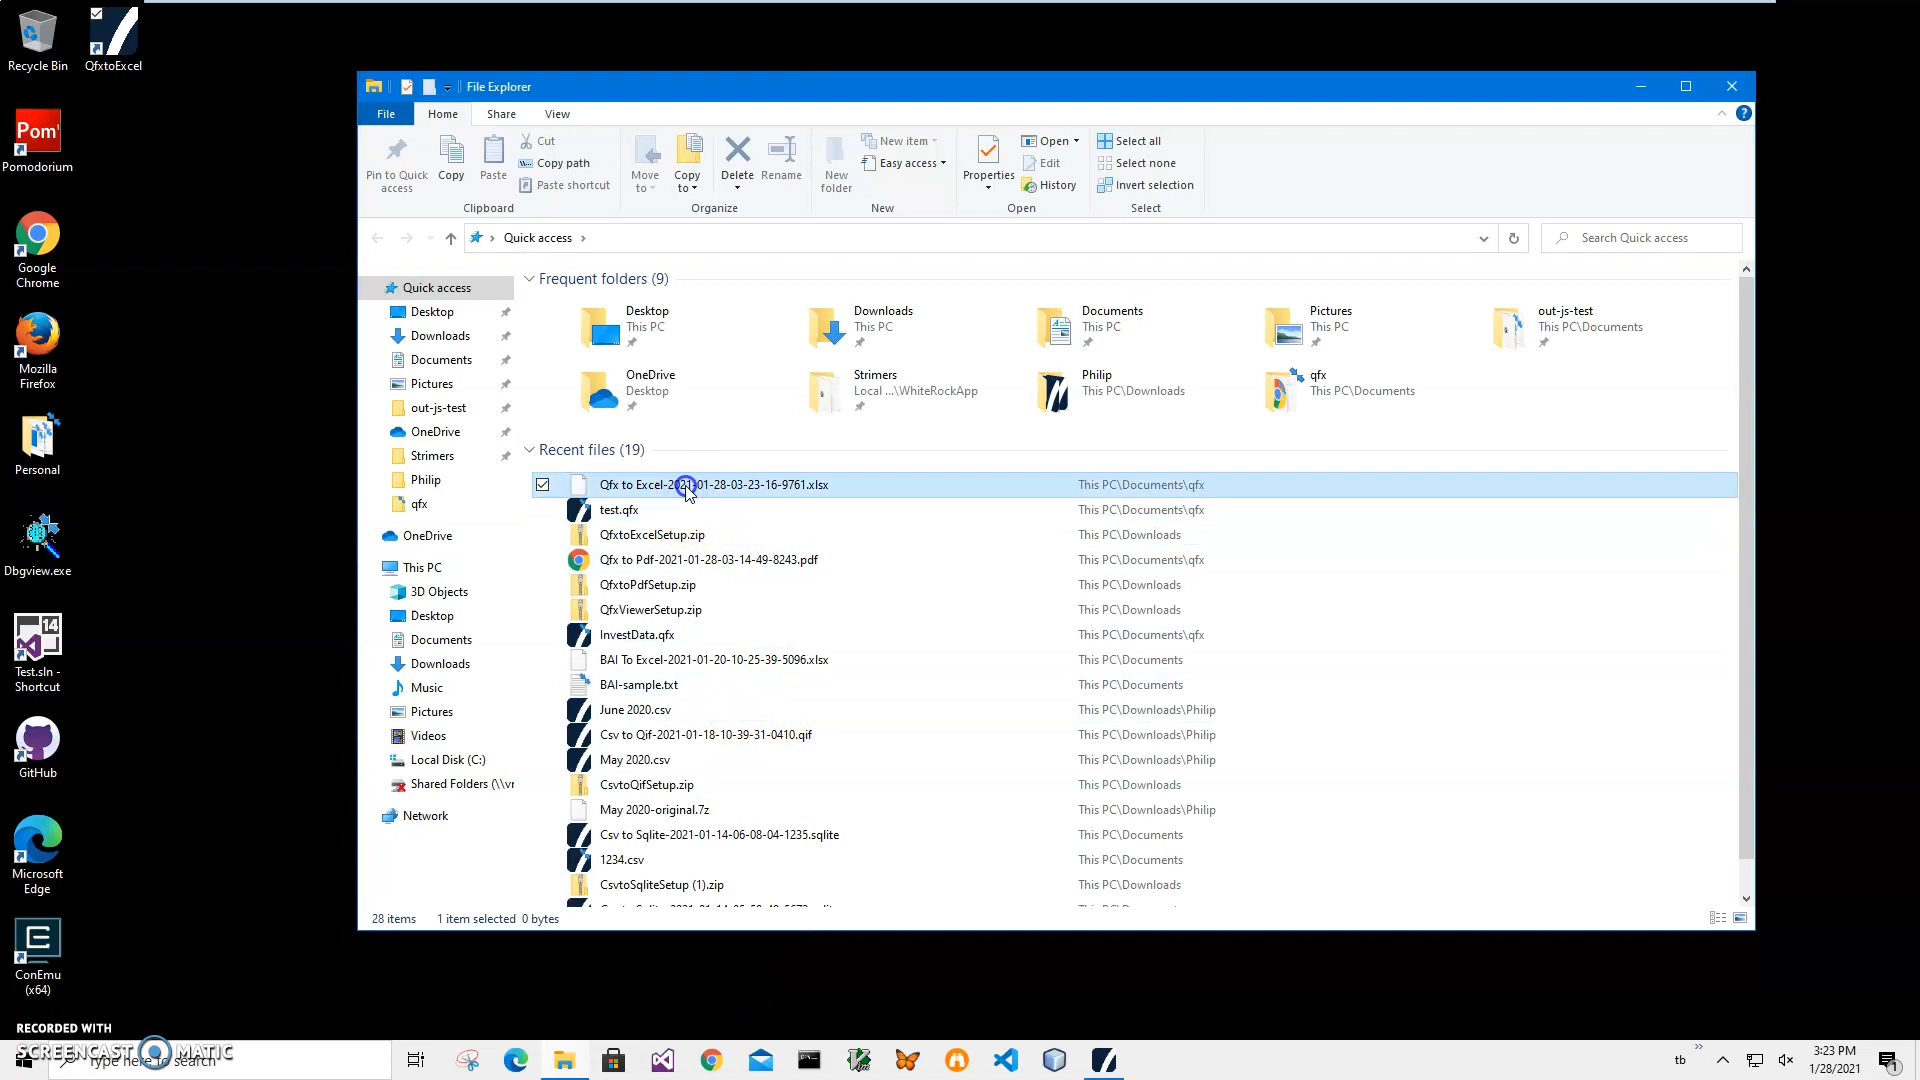 Recycle Bin
QfxtoExcel
Pom'
Pomodorium
Google
Chrome
Mozilla
Firefox
Personal
Dbgview.exe
14
Test.sln -
Shortcut
GitHub
Microsoft
Edge
ConEmu
(x64)
File Explorer
File
Home
Share
View
Pin to Quick
access
Copy
Paste
Cut
Copy path
Paste shortcut
Clipboard
Move
to
Copy
to
Delete
Rename
Organize
New
folder
New item
Easy access
New
Properties
Open
Edit
History
Open
Select all
Select none
Invert selection
Select
Quick access
Search Quick access
Quick access
Desktop
Downloads
Documents
Pictures
out-js-test
OneDrive
Strimers
Philip
qfx
OneDrive
This PC
3D Objects
Desktop
Documents
Downloads
Music
Pictures
Videos
Local Disk (C:)
Shared Folders (\\vr
Network
Frequent folders (9)
Desktop
This PC
Downloads
This PC
Documents
This PC
Pictures
This PC
out-js-test
This PC\Documents
OneDrive
Desktop
Strimers
Local ...\WhiteRockApp
Philip
This PC\Downloads
qfx
This PC\Documents
Recent files (19)
Qfx to Excel-2021-01-28-03-23-16-9761.xlsx This PC\Documents\qfx
test.qfx This PC\Documents\qfx
QfxtoExcelSetup.zip This PC\Downloads
Qfx to Pdf-2021-01-28-03-14-49-8243.pdf This PC\Documents\qfx
QfxtoPdfSetup.zip This PC\Downloads
QfxViewerSetup.zip This PC\Downloads
InvestData.qfx This PC\Documents\qfx
BAI To Excel-2021-01-20-10-25-39-5096.xlsx This PC\Documents
BAI-sample.txt This PC\Documents
June 2020.csv This PC\Downloads\Philip
Csv to Qif-2021-01-18-10-39-31-0410.qif This PC\Downloads\Philip
May 2020.csv This PC\Downloads\Philip
CsvtoQifSetup.zip This PC\Downloads
May 2020-original.7z This PC\Downloads\Philip
Csv to Sqlite-2021-01-14-06-08-04-1235.sqlite This PC\Documents
1234.csv This PC\Documents
CsvtoSqliteSetup (1).zip This PC\Downloads
28 items 1 item selected 0 bytes
RECORDED WITH
SCREENCAST MATIC
Type here to search
tb
3:23 PM
1/28/2021
1